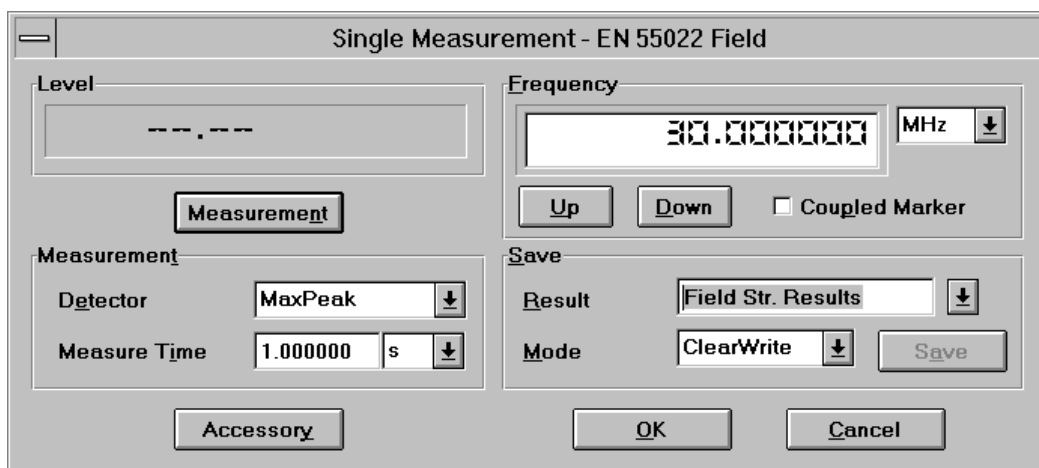 Single Measurement - EN 55022 Field
Level
--.--
Measurement
Frequency
30.000000 MHz
Up Down Coupled Marker
Measurement
Detector MaxPeak
Measure Time 1.000000 s
Save
Result Field Str. Results
Mode ClearWrite Save
Accessory OK Cancel